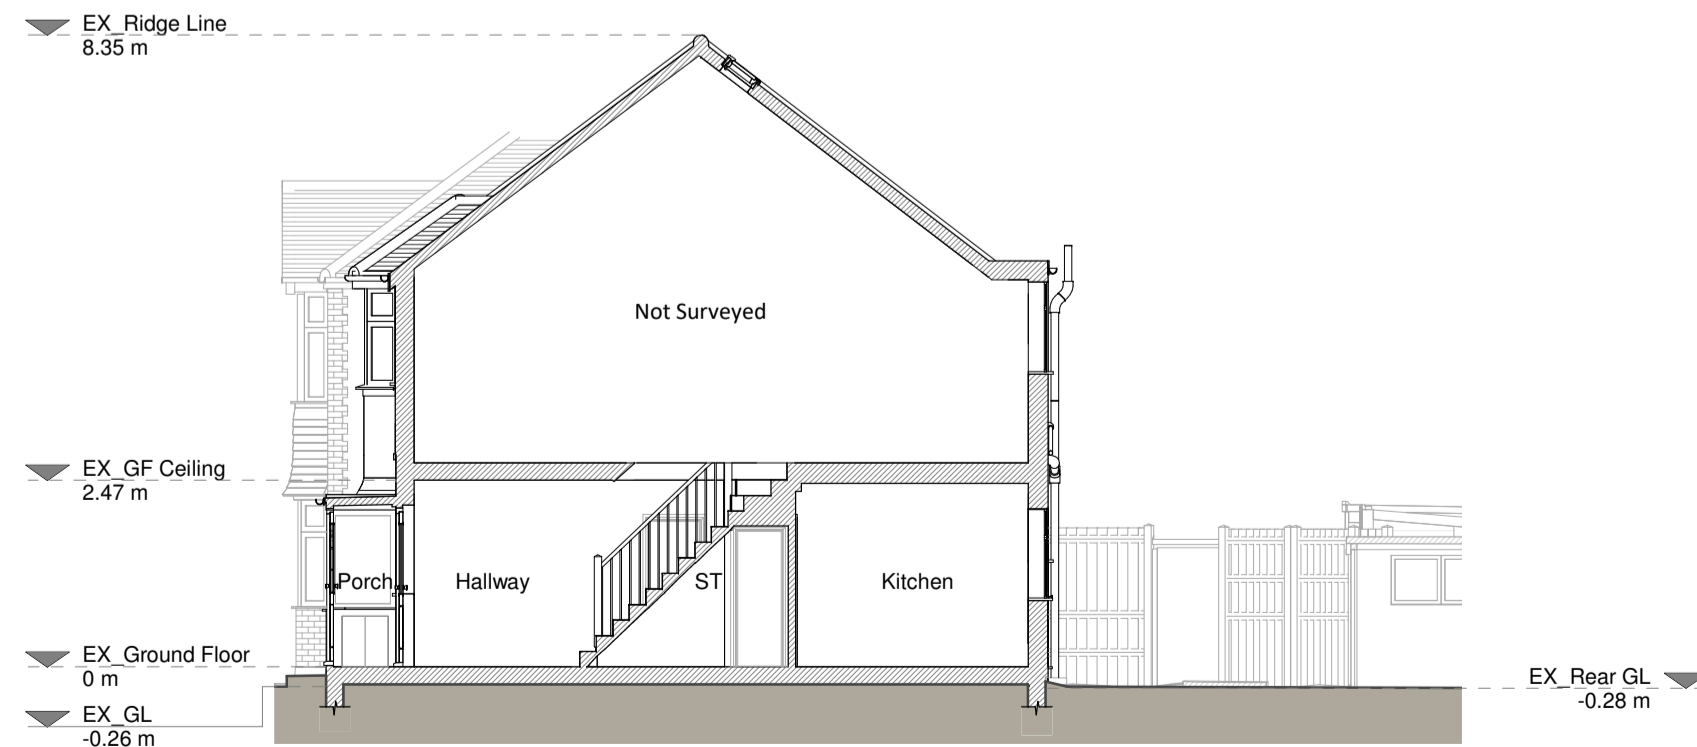 EX_Ridge Line
8.35 m
Not Surveyed
EX_GF Ceiling
2.47 m
Porch
Hallway
ST
Kitchen
EX_Ground Floor
0 m
EX_Rear GL
-0.28 m
EX_GL
-0.26 m